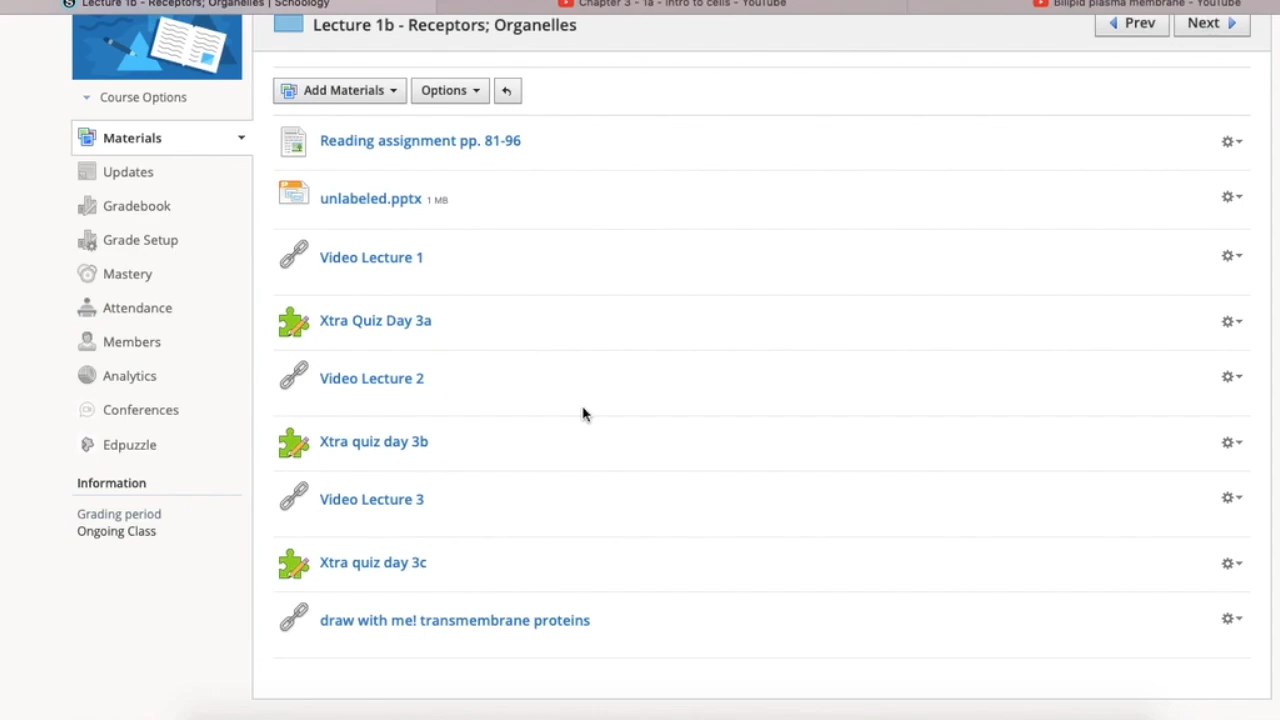 Lecture 1b - Receptors; Organelles | Schoology
Chapter 3 - 1a - Intro to cells - YouTube
Bilipid plasma membrane - YouTube
Lecture 1b - Receptors; Organelles
Prev
Next
Course Options
Add Materials
Options
Materials
Updates
Gradebook
Grade Setup
Mastery
Attendance
Members
Analytics
Conferences
Edpuzzle
Information
Grading period
Ongoing Class
Reading assignment pp. 81-96
unlabeled.pptx 1 MB
Video Lecture 1
Xtra Quiz Day 3a
Video Lecture 2
Xtra quiz day 3b
Video Lecture 3
Xtra quiz day 3c
draw with me! transmembrane proteins